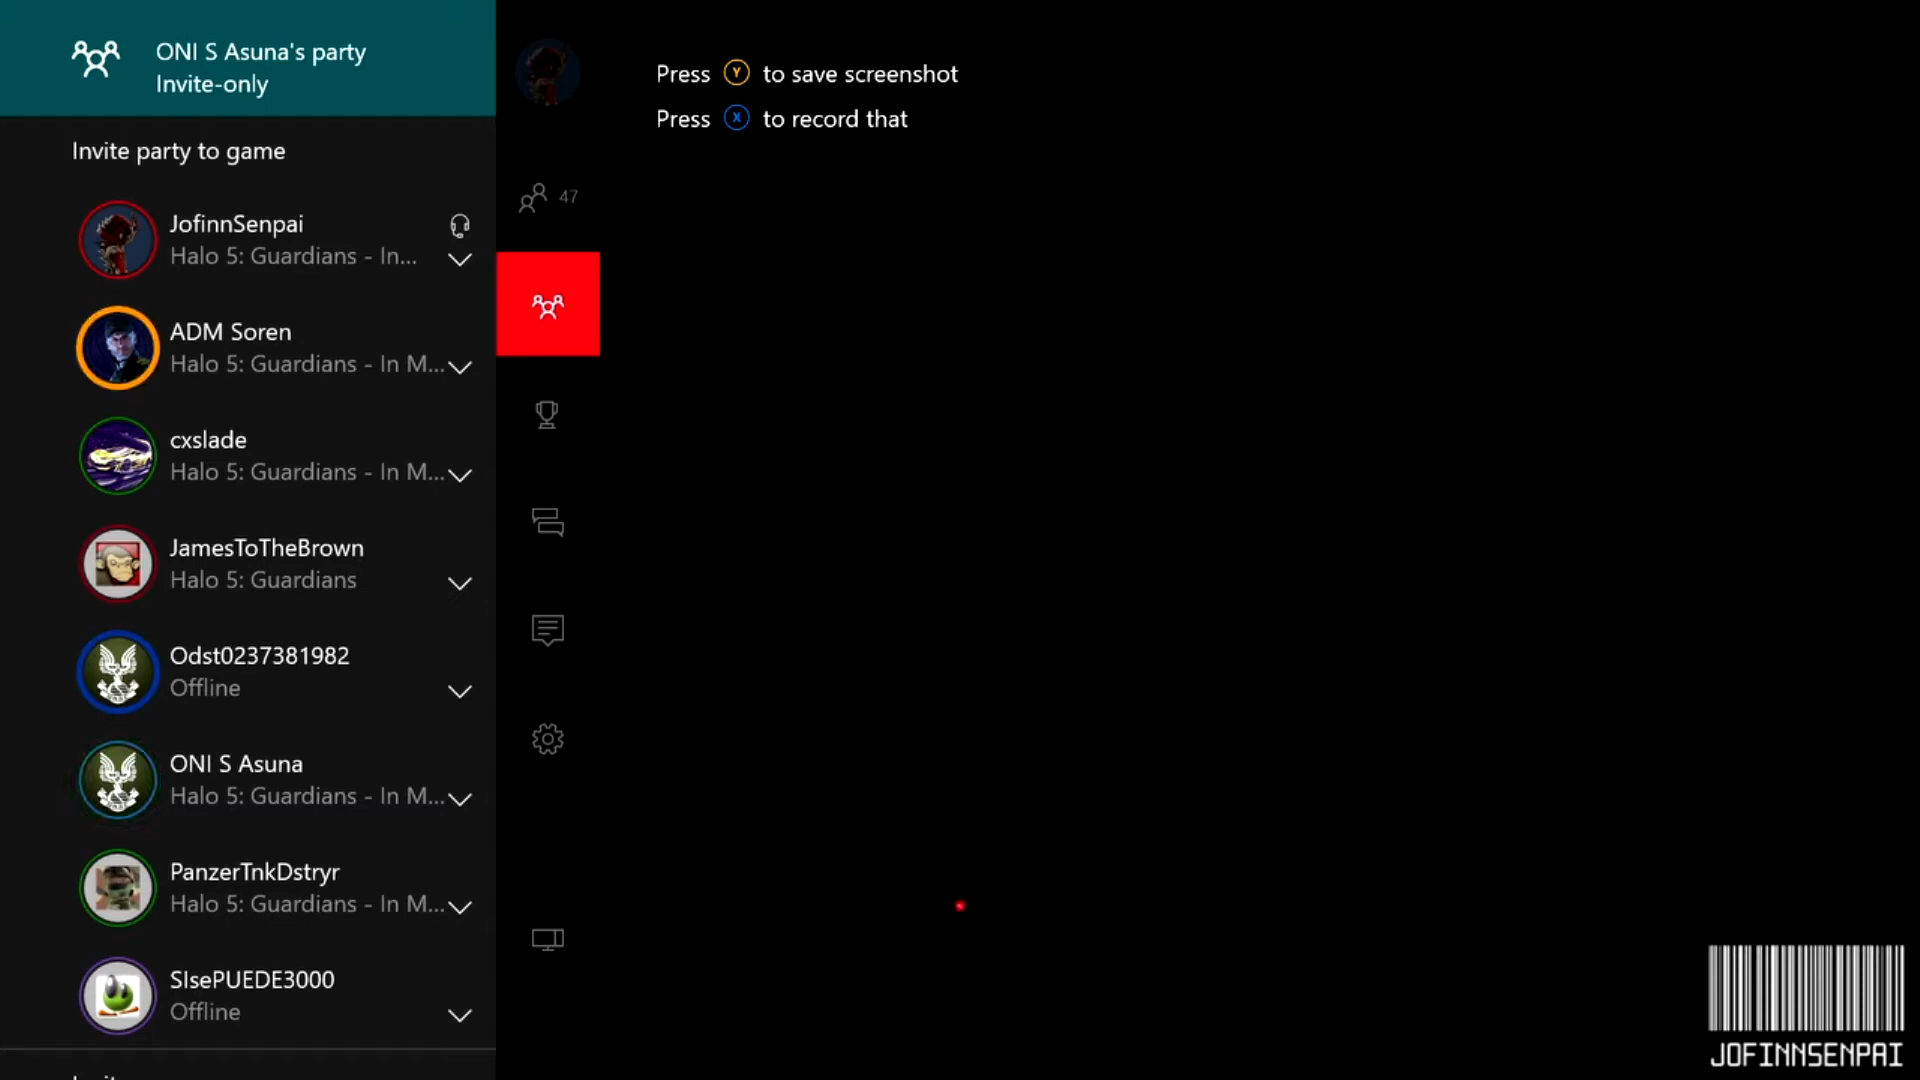 ONI S Asuna's party
Invite-only
Invite party to game
JofinnSenpai
Halo 5: Guardians - In...
ADM Soren
Halo 5: Guardians - In M...
cxslade
Halo 5: Guardians - In M...
JamesToTheBrown
Halo 5: Guardians
Odst0237381982
Offline
ONI S Asuna
Halo 5: Guardians - In M...
PanzerTnkDstryr
Halo 5: Guardians - In M...
SIsePUEDE3000
Offline
47
Press Y to save screenshot
Press X to record that
JOFINNSENPAI